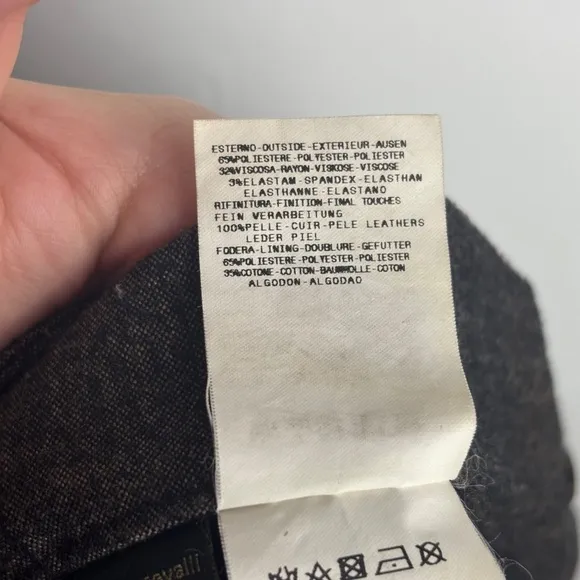 ESTERNO-OUTSIDE-EXTERIEUR-AUSEN
65%POLIESTERE-POLYESTER-POLIESTER
32%VISCOSA-RAYON-VISKOSE-VISCOSE
3%ELASTAM-SPANDEX-ELASTHAN
ELASTHANNE-ELASTANO
RIFINITURA-FINITION-FINAL TOUCHES
FEIN VERARBEITUNG
100%PELLE-CUIR-PELE LEATHERS
LEDER PIEL
FODERA-LINING-DOUBLURE-GEFUTTER
65%POLIESTERE-POLYESTER-POLIESTER
35%COTONE-COTTON-BAUMWOLLE-COTON
ALGODON-ALGODAO